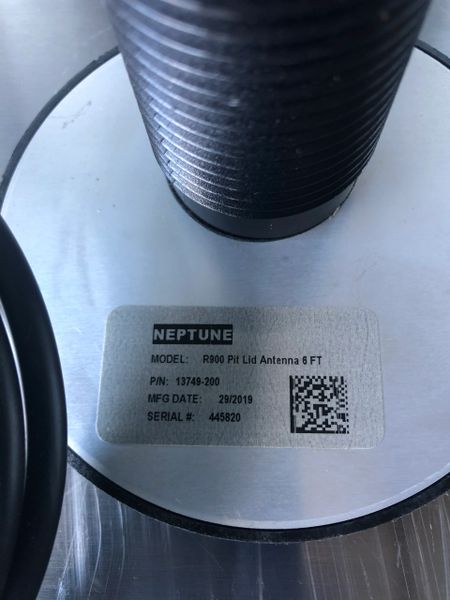 NEPTUNE
MODEL: R900 Pit Lid Antenna 6 FT
P/N: 13749-200
MFG DATE: 29/2019
SERIAL #: 445820